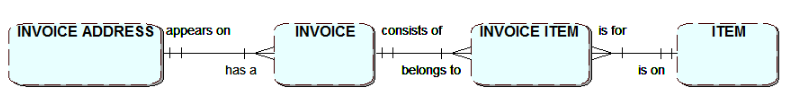 INVOICE ADDRESS appears on INVOICE consists of INVOICE ITEM is for ITEM
has a belongs to is on